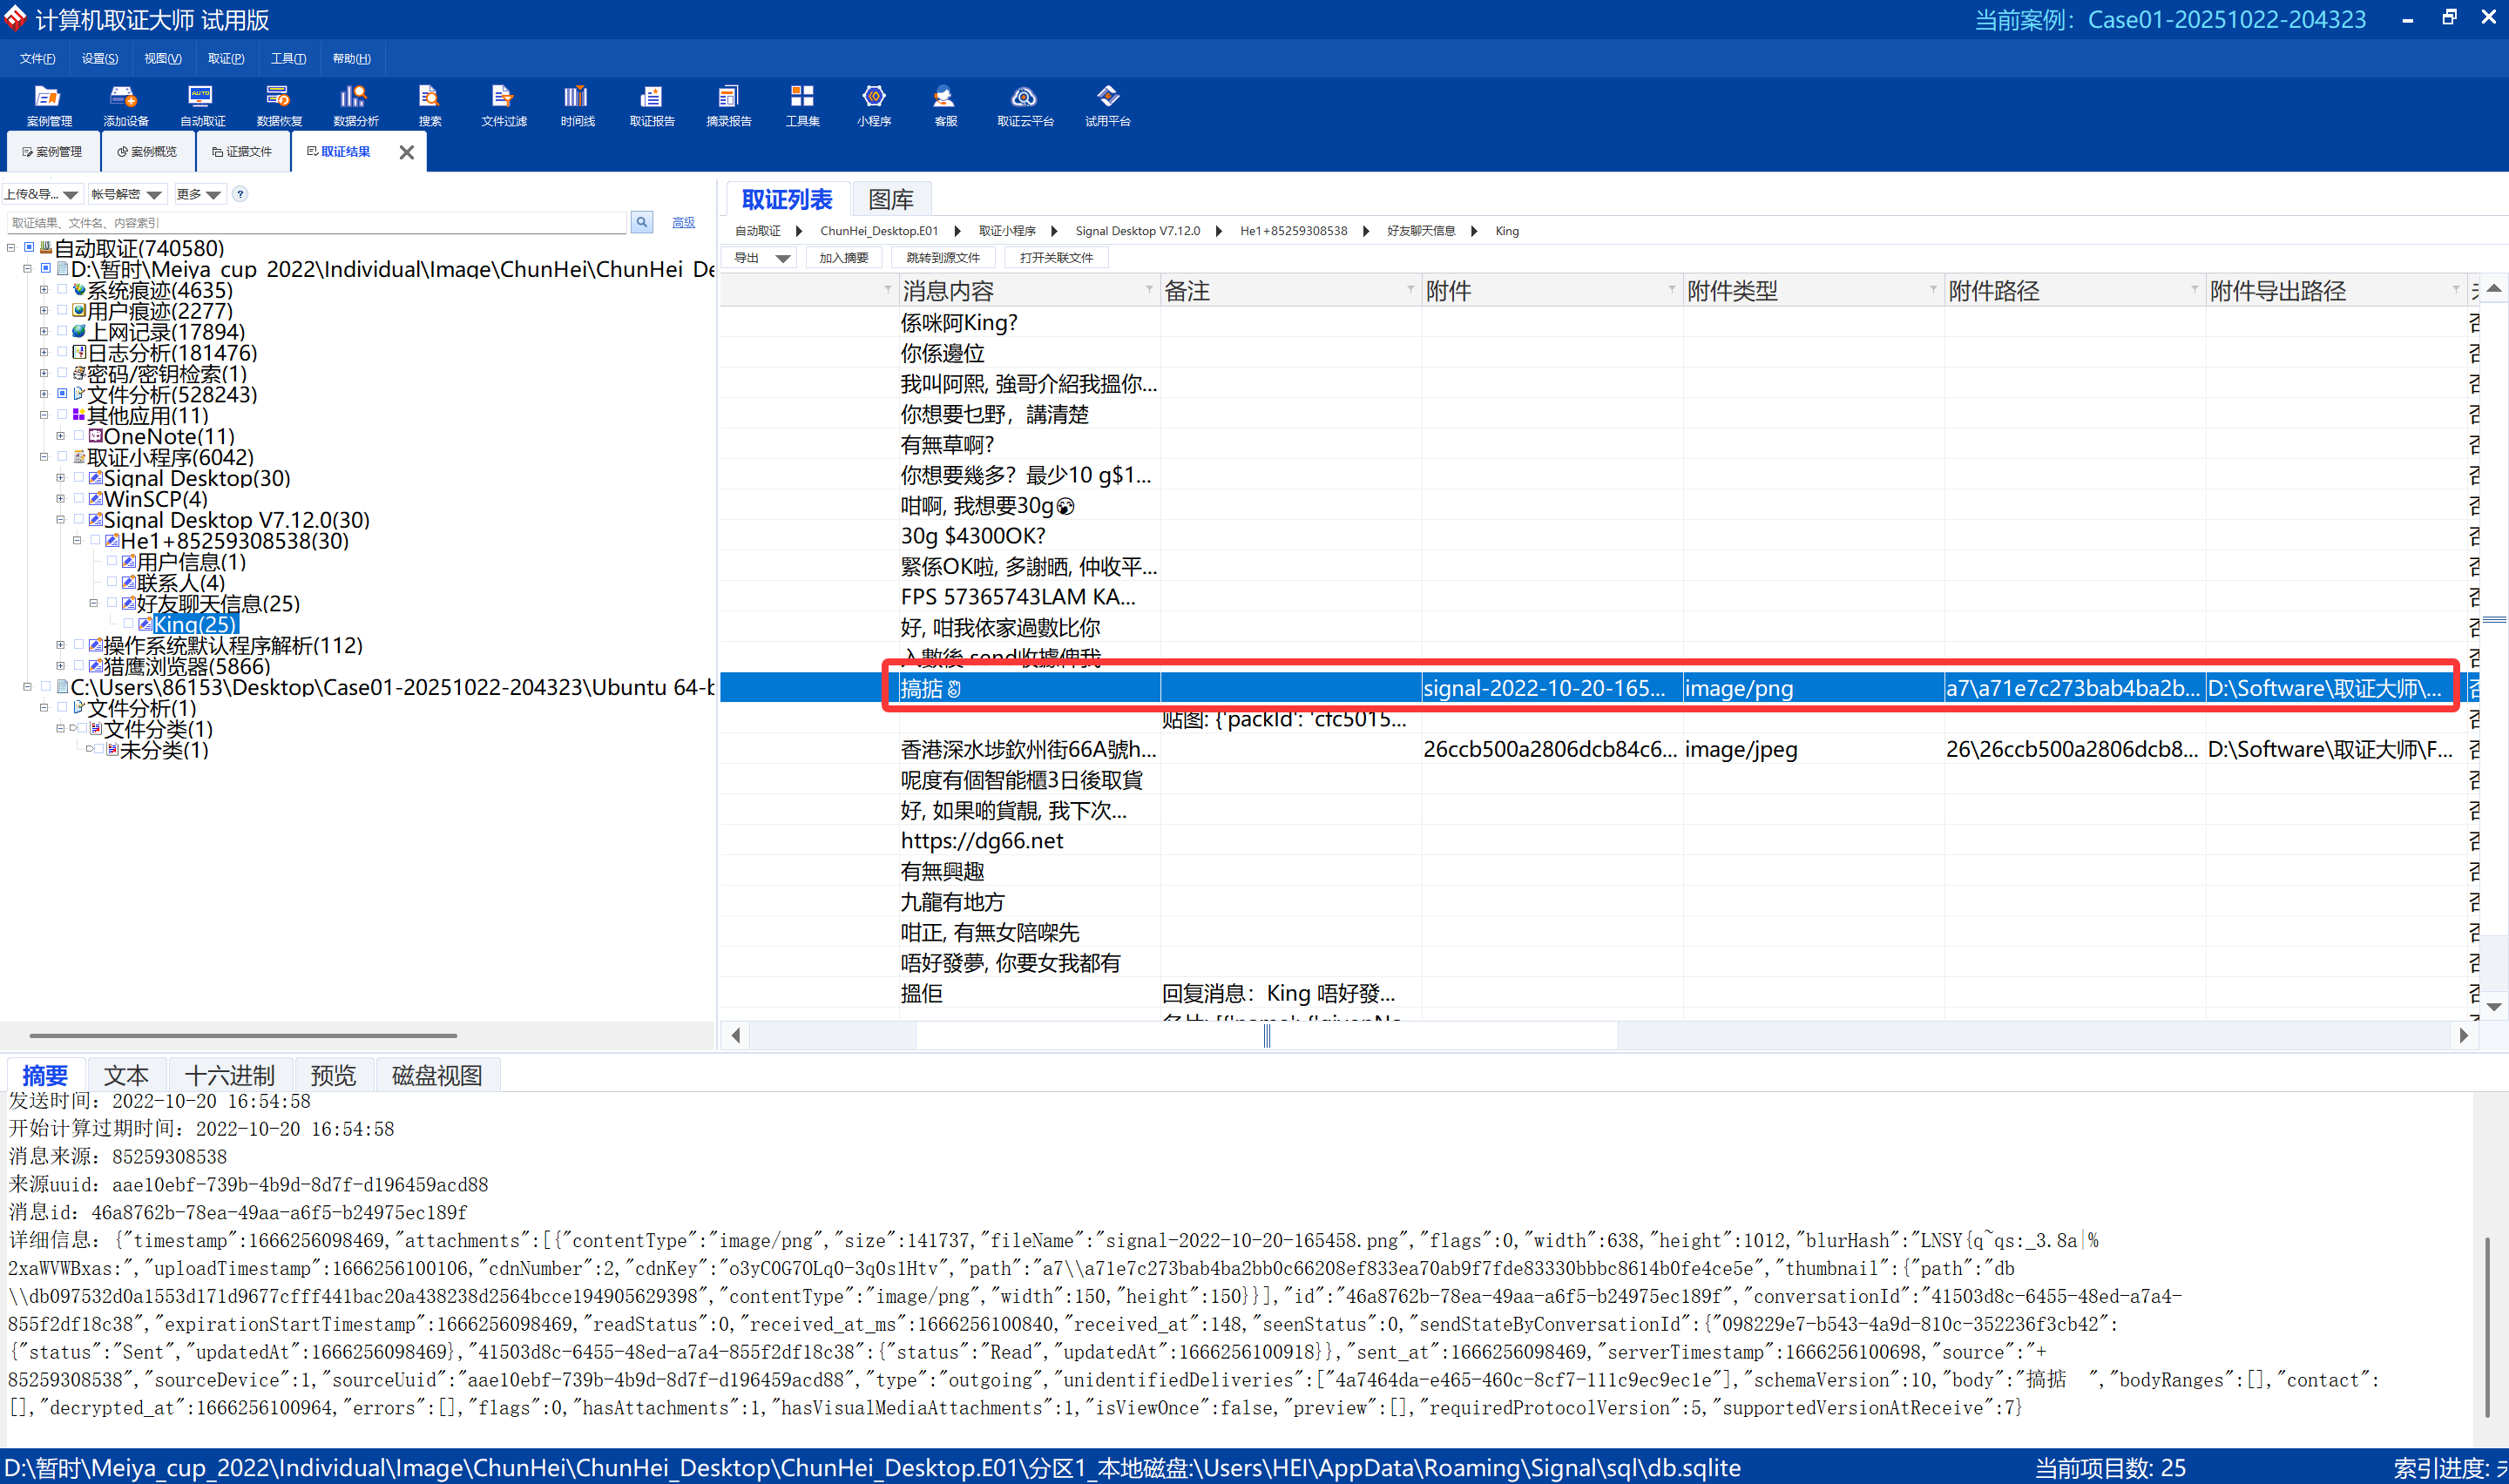 计算机取证大师 试用版
当前案例：Case01-20251022-204323
文件(F) 设置(S) 视图(V) 取证(P) 工具(T) 帮助(H)
案例管理 添加设备 自动取证 数据恢复 数据分析 搜索 文件过滤 时间线 取证报告 摘录报告 工具集 小程序 客服 取证云平台 试用平台
案例管理 案例概览 证据文件 取证结果
上传&导... 帐号解密 更多 ?
取证结果、文件名、内容索引 高级
自动取证(740580)
D:\暂时\Meiya_cup_2022\Individual\Image\ChunHei\ChunHei_De
系统痕迹(4635)
用户痕迹(2277)
上网记录(17894)
日志分析(181476)
密码/密钥检索(1)
文件分析(528243)
其他应用(11)
OneNote(11)
取证小程序(6042)
Signal Desktop(30)
WinSCP(4)
Signal Desktop V7.12.0(30)
He1+85259308538(30)
用户信息(1)
联系人(4)
好友聊天信息(25)
King(25)
操作系统默认程序解析(112)
猎鹰浏览器(5866)
C:\Users\86153\Desktop\Case01-20251022-204323\Ubuntu 64-b
文件分析(1)
文件分类(1)
未分类(1)
取证列表 图库
自动取证 ChunHei_Desktop.E01 取证小程序 Signal Desktop V7.12.0 He1+85259308538 好友聊天信息 King
导出 加入摘要 跳转到源文件 打开关联文件
消息内容 备注 附件 附件类型 附件路径 附件导出路径
係咪阿King? 否
你係邊位 否
我叫阿熙, 強哥介紹我搵你... 否
你想要乜野，講清楚 否
有無草啊? 否
你想要幾多？最少10 g$1... 否
咁啊, 我想要30g😵 否
30g $4300OK? 否
緊係OK啦, 多謝晒, 仲收平... 否
FPS 57365743LAM KA... 否
好, 咁我依家過數比你 否
入數後 send收據俾我 否
搞掂👌 signal-2022-10-20-165... image/png a7\a71e7c273bab4ba2b... D:\Software\取证大师\... 否
贴图: {'packId': 'cfc5015... 否
香港深水埗欽州街66A號h... 26ccb500a2806dcb84c6... image/jpeg 26\26ccb500a2806dcb8... D:\Software\取证大师\F... 否
呢度有個智能櫃3日後取貨 否
好, 如果啲貨靚, 我下次... 否
https://dg66.net 否
有無興趣 否
九龍有地方 否
咁正, 有無女陪㗎先 否
唔好發夢, 你要女我都有 否
搵佢 回复消息：King 唔好發... 否
名片: [{'name': {'givenNa...
摘要 文本 十六进制 预览 磁盘视图
发送时间：2022-10-20 16:54:58
开始计算过期时间：2022-10-20 16:54:58
消息来源：85259308538
来源uuid：aae10ebf-739b-4b9d-8d7f-d196459acd88
消息id：46a8762b-78ea-49aa-a6f5-b24975ec189f
详细信息：{"timestamp":1666256098469,"attachments":[{"contentType":"image/png","size":141737,"fileName":"signal-2022-10-20-165458.png","flags":0,"width":638,"height":1012,"blurHash":"LNSY{q~qs:_3.8a|%
2xaWVWBxas:","uploadTimestamp":1666256100106,"cdnNumber":2,"cdnKey":"o3yC0G7OLq0-3q0s1Htv","path":"a7\\a71e7c273bab4ba2bb0c66208ef833ea70ab9f7fde83330bbbc8614b0fe4ce5e","thumbnail":{"path":"db
\\db097532d0a1553d171d9677cfff441bac20a438238d2564bcce194905629398","contentType":"image/png","width":150,"height":150}}],"id":"46a8762b-78ea-49aa-a6f5-b24975ec189f","conversationId":"41503d8c-6455-48ed-a7a4-
855f2df18c38","expirationStartTimestamp":1666256098469,"readStatus":0,"received_at_ms":1666256100840,"received_at":148,"seenStatus":0,"sendStateByConversationId":{"098229e7-b543-4a9d-810c-352236f3cb42":
{"status":"Sent","updatedAt":1666256098469},"41503d8c-6455-48ed-a7a4-855f2df18c38":{"status":"Read","updatedAt":1666256100918}},"sent_at":1666256098469,"serverTimestamp":1666256100698,"source":"+
85259308538","sourceDevice":1,"sourceUuid":"aae10ebf-739b-4b9d-8d7f-d196459acd88","type":"outgoing","unidentifiedDeliveries":["4a7464da-e465-460c-8cf7-111c9ec9ec1e"],"schemaVersion":10,"body":"搞掂 ","bodyRanges":[],"contact":
[],"decrypted_at":1666256100964,"errors":[],"flags":0,"hasAttachments":1,"hasVisualMediaAttachments":1,"isViewOnce":false,"preview":[],"requiredProtocolVersion":5,"supportedVersionAtReceive":7}
D:\暂时\Meiya_cup_2022\Individual\Image\ChunHei\ChunHei_Desktop\ChunHei_Desktop.E01\分区1_本地磁盘:\Users\HEI\AppData\Roaming\Signal\sql\db.sqlite 当前项目数: 25 索引进度: